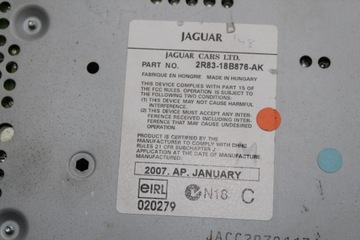 JAGUAR
JAGUAR CARS LTD.
PART NO. 2R83-18B876-AK
FABRIQUE EN HONGRIE MADE IN HUNGARY
THIS DEVICE COMPLIES WITH PART 15 OF
THE FCC RULES. OPERATION IS SUBJECT TO
THE FOLLOWING TWO CONDITIONS:
(1) THIS DEVICE MAY NOT CAUSE HARMFUL
INTERFERENCE.
(2) THIS DEVICE MUST ACCEPT ANY INTER-
FERENCE RECEIVED INCLUDING INTER-
FERENCE THAT MAY CAUSE UNDESIRED
OPERATION.
PRODUCT IS CERTIFIED BY THE
MANUFACTURER TO COMPLY WITH DHHS
RULES 21 CFR SUBCHAPTER J
APPLICATION AT THE DATE OF MANUFACTURE
MANUFACTURED:
2007. AP. JANUARY
eIRL N18 C
020279